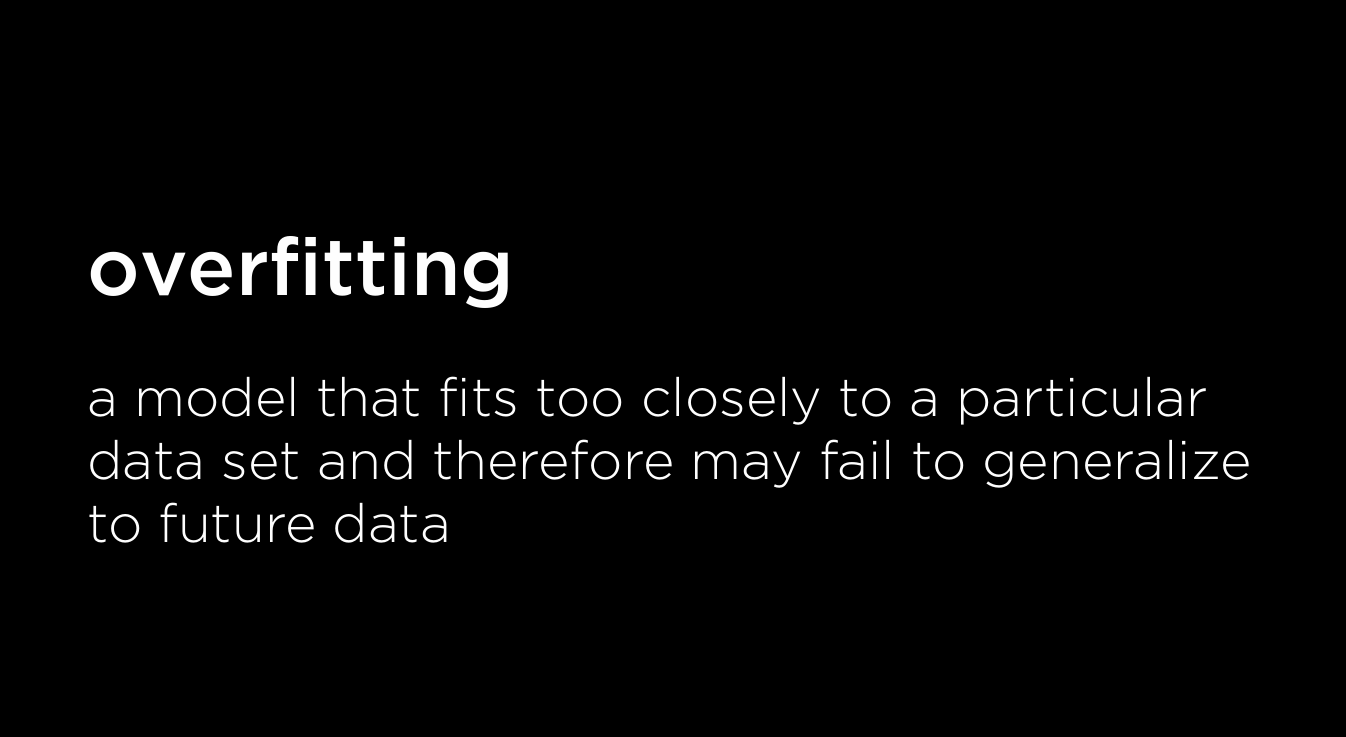 overfitting
a model that fits too closely to a particular
data set and therefore may fail to generalize
to future data